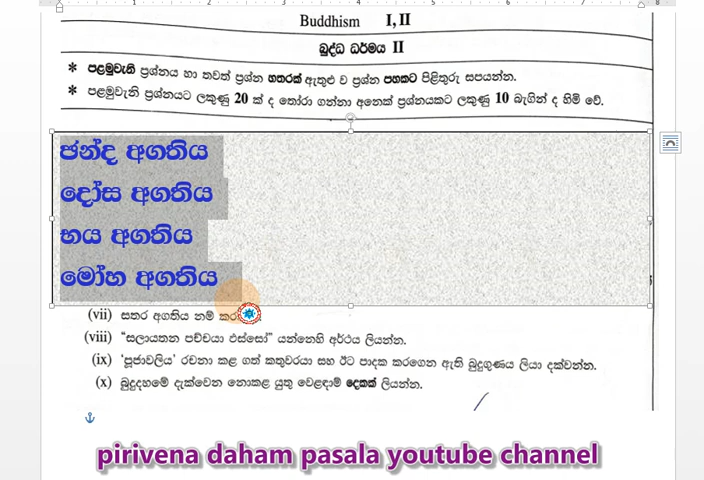 Buddhism I, II
බුද්ධ ධර්මය II
* පළමුවැනි ප්‍රශ්නය හා තවත් ප්‍රශ්න හතරක් ඇතුළු ව ප්‍රශ්න පහකට පිළිතුරු සපයන්න.
* පළමුවැනි ප්‍රශ්නයට ලකුණු 20 ක් ද තෝරා ගන්නා අනෙක් ප්‍රශ්නයකට ලකුණු 10 බැගින් ද හිමි වේ.
ඡන්ද අගතිය
දෝස අගතිය
භය අගතිය
මෝහ අගතිය
(vii) සතර අගතිය නම් කර
(viii) “සලායතන පච්චයා ඵස්සෝ” යන්නෙහි අර්ථය ලියන්න.
(ix) ‘පූජාවලිය’ රචනා කළ ගත් කතුවරයා සහ ඊට පාදක කරගෙන ඇති බුදුගුණය ලියා දක්වන්න.
(x) බුදුදහමේ දැක්වෙන නොකළ යුතු වෙළඳාම් දෙකක් ලියන්න.
pirivena daham pasala youtube channel